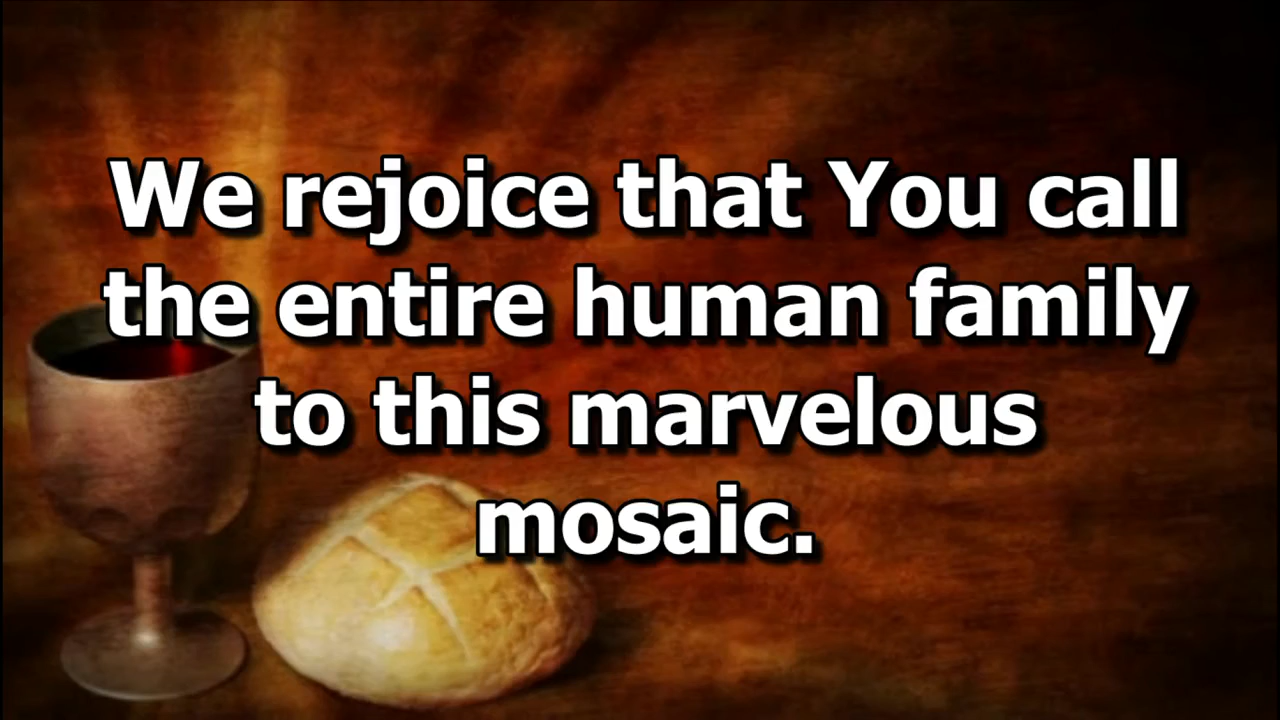 We rejoice that You call
the entire human family
to this marvelous
mosaic.